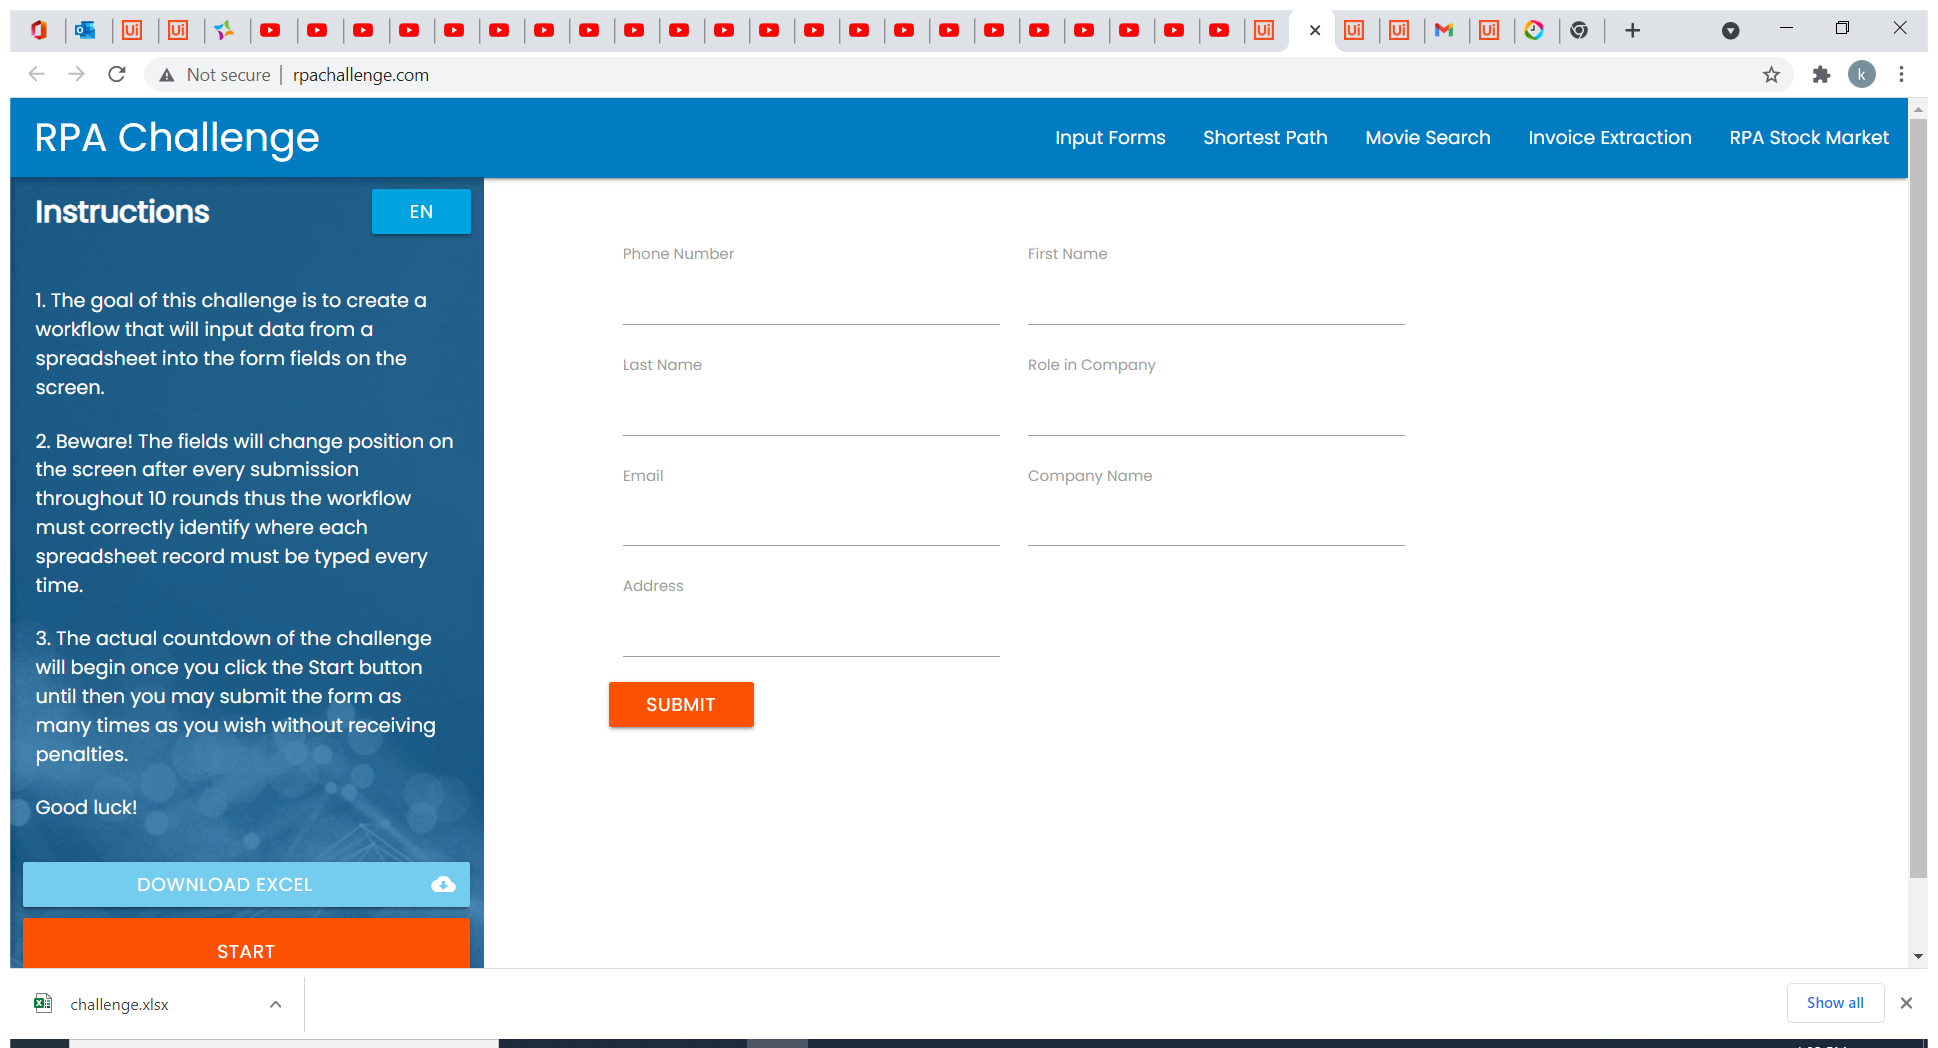 Not secure | rpachallenge.com
k
RPA Challenge
Input Forms Shortest Path Movie Search Invoice Extraction RPA Stock Market
Instructions
EN
1. The goal of this challenge is to create a
workflow that will input data from a
spreadsheet into the form fields on the
screen.
2. Beware! The fields will change position on
the screen after every submission
throughout 10 rounds thus the workflow
must correctly identify where each
spreadsheet record must be typed every
time.
3. The actual countdown of the challenge
will begin once you click the Start button
until then you may submit the form as
many times as you wish without receiving
penalties.
Good luck!
DOWNLOAD EXCEL
START
Phone Number First Name
Last Name Role in Company
Email Company Name
Address
SUBMIT
challenge.xlsx
Show all